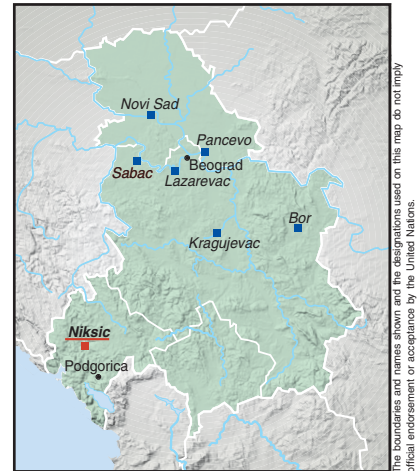 Novi Sad
Pancevo
Beograd
Sabac
Lazarevac
Bor
Kragujevac
Niksic
Podgorica
The boundaries and names shown and the designations used on this map do not imply
official endorsement or acceptance by the United Nations.